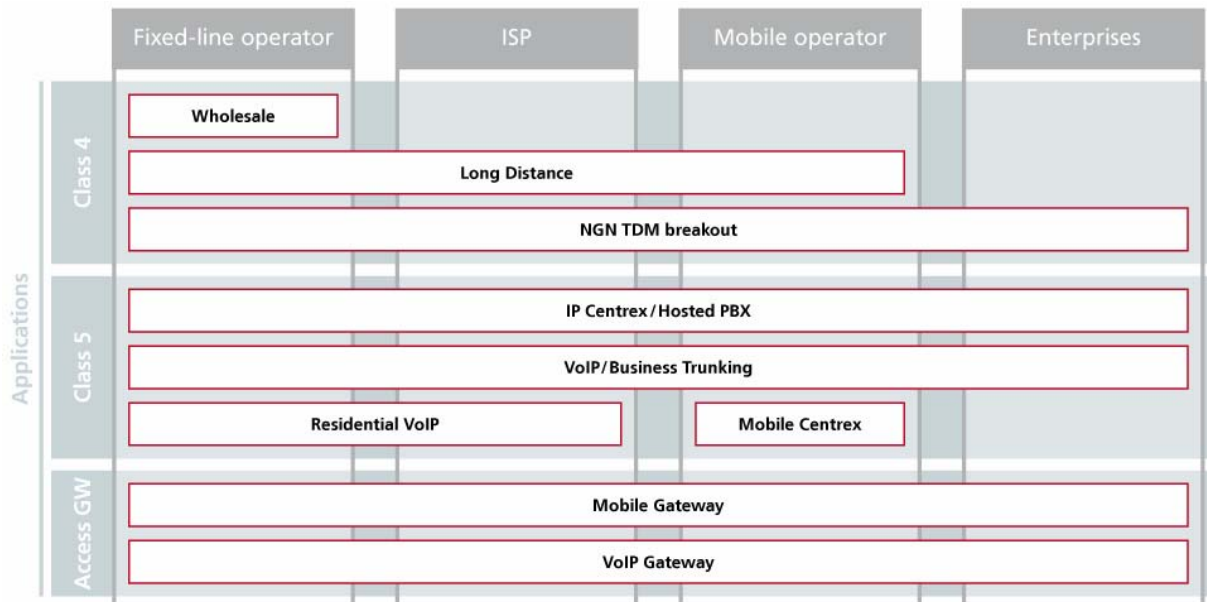 Fixed-line operator
ISP
Mobile operator
Enterprises
Applications
Class 4
Wholesale
Long Distance
NGN TDM breakout
Class 5
IP Centrex/Hosted PBX
VoIP/Business Trunking
Residential VoIP
Mobile Centrex
Access GW
Mobile Gateway
VoIP Gateway